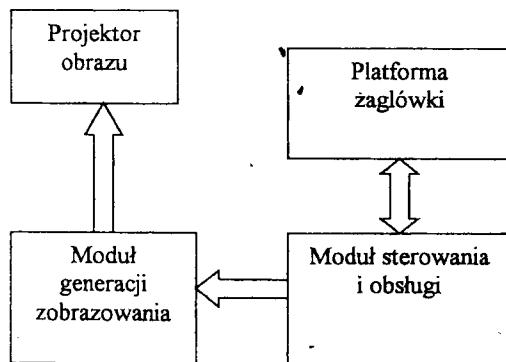 Projektor
obrazu
Platforma
żaglówki
Moduł
generacji
zobrazowania
Moduł sterowania
i obsługi